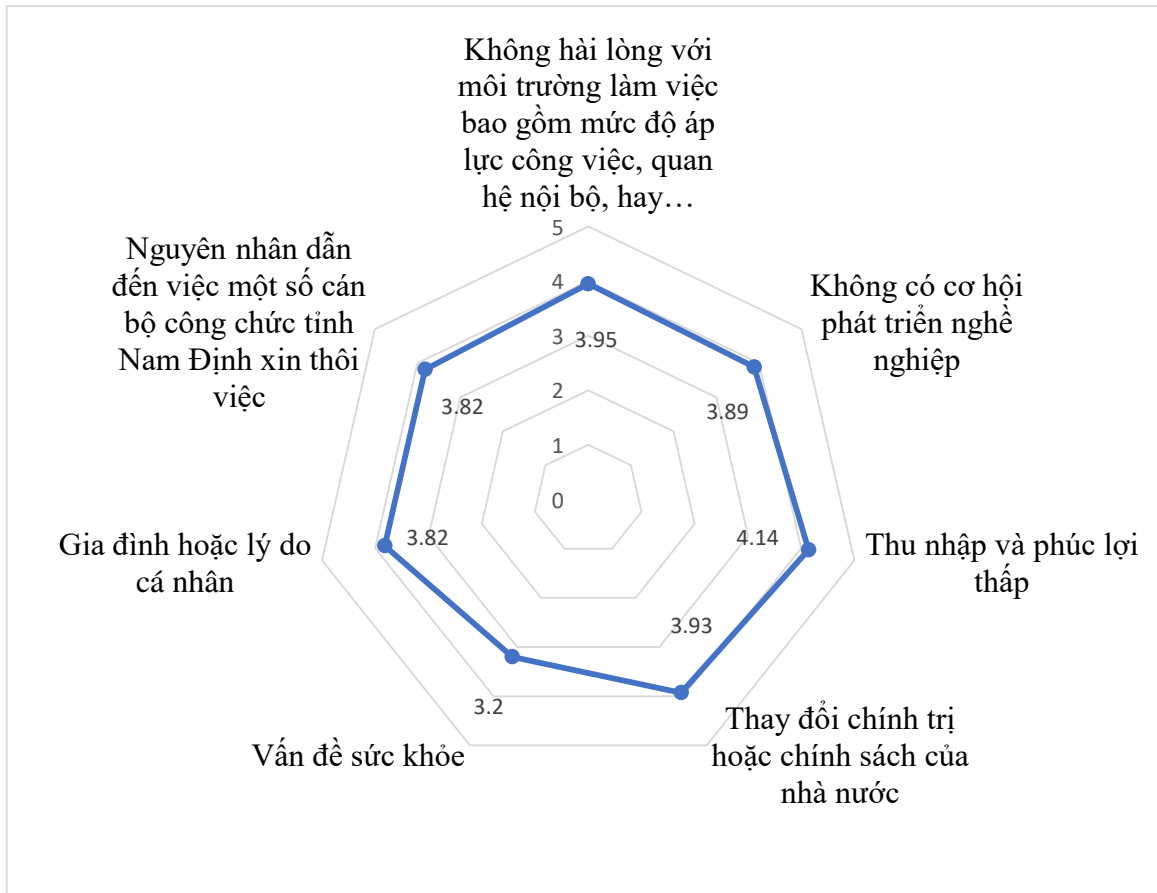 Không hài lòng với
môi trường làm việc
bao gồm mức độ áp
lực công việc, quan
hệ nội bộ, hay…
Không có cơ hội
phát triển nghề
nghiệp
Thu nhập và phúc lợi
thấp
Thay đổi chính trị
hoặc chính sách của
nhà nước
Vấn đề sức khỏe
Gia đình hoặc lý do
cá nhân
Nguyên nhân dẫn
đến việc một số cán
bộ công chức tỉnh
Nam Định xin thôi
việc
5
4
3
2
1
0
3.95
3.89
4.14
3.93
3.2
3.82
3.82